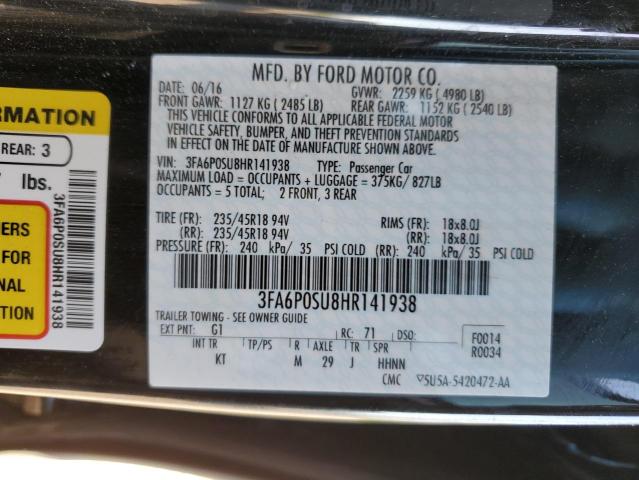 RMATION
REAR: 3
lbs.
ERS
FOR
NAL
TION
3FA6P0SU8HR141938
MFD. BY FORD MOTOR CO.
DATE: 06/16 GVWR: 2259 KG ( 4980 LB)
FRONT GAWR: 1127 KG ( 2485 LB) REAR GAWR: 1152 KG ( 2540 LB)
THIS VEHICLE CONFORMS TO ALL APPLICABLE FEDERAL MOTOR
VEHICLE SAFETY, BUMPER, AND THEFT PREVENTION STANDARDS
IN EFFECT ON THE DATE OF MANUFACTURE SHOWN ABOVE.
VIN: 3FA6P0SU8HR141938 TYPE: Passenger Car
MAXIMUM LOAD = OCCUPANTS + LUGGAGE = 375KG/ 827LB
OCCUPANTS = 5 TOTAL: 2 FRONT, 3 REAR
TIRE (FR): 235/45R18 94V RIMS (FR): 18x8.0J
(RR): 235/45R18 94V (RR): 18x8.0J
PRESSURE (FR): 240 kPa/ 35 PSI COLD (RR): 240 kPa/ 35 PSI COLD
3FA6P0SU8HR141938
TRAILER TOWING - SEE OWNER GUIDE
EXT PNT: G1 RC: 71 DSO: F0014
INT TR TP/PS R AXLE TR SPR R0034
KT M 29 J HHNN
CMC 5U5A-5420472-AA